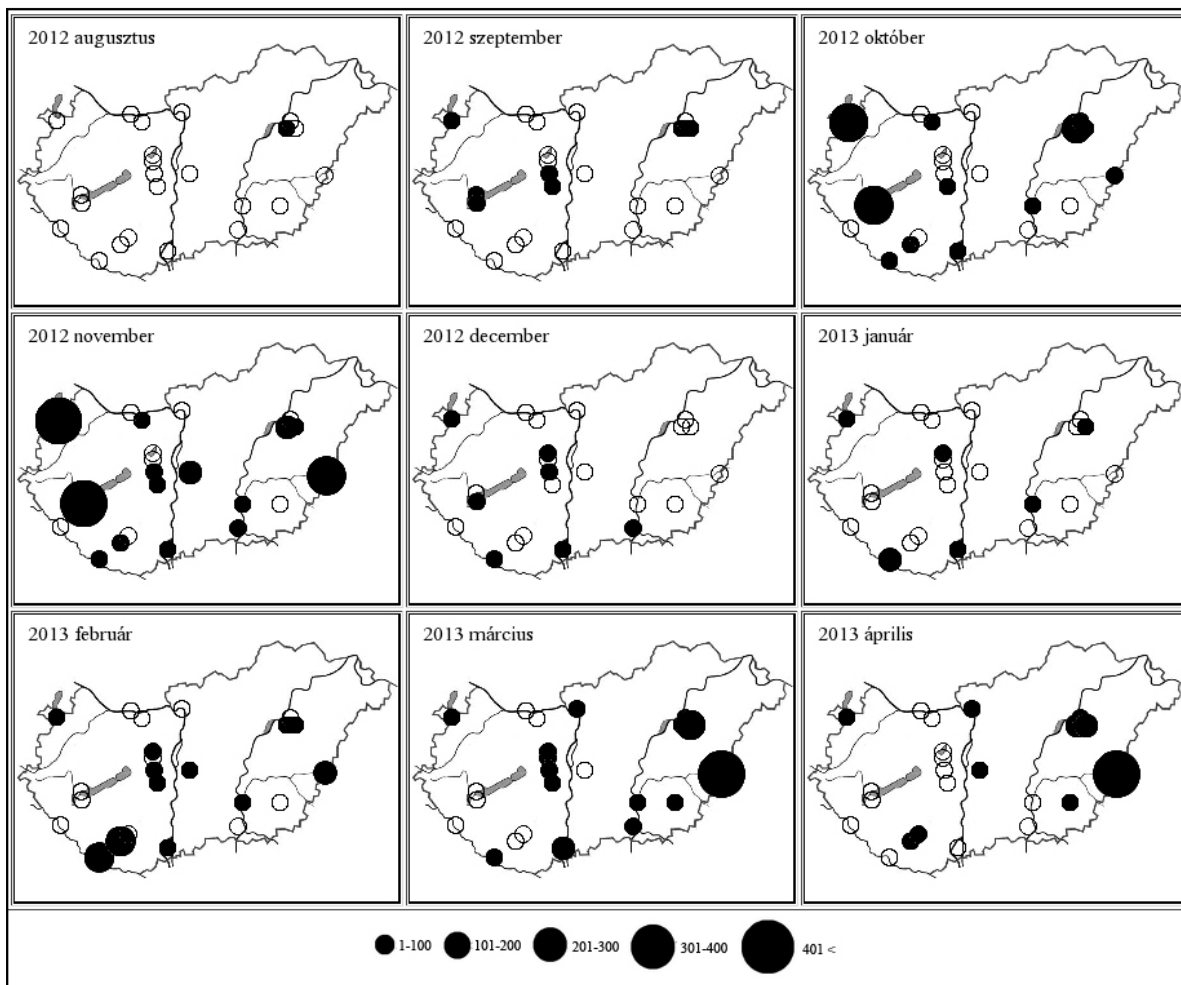 2012 augusztus
2012 szeptember
2012 október
2012 november
2012 december
2013 január
2013 február
2013 március
2013 április
1-100 101-200 201-300 301-400 401 <